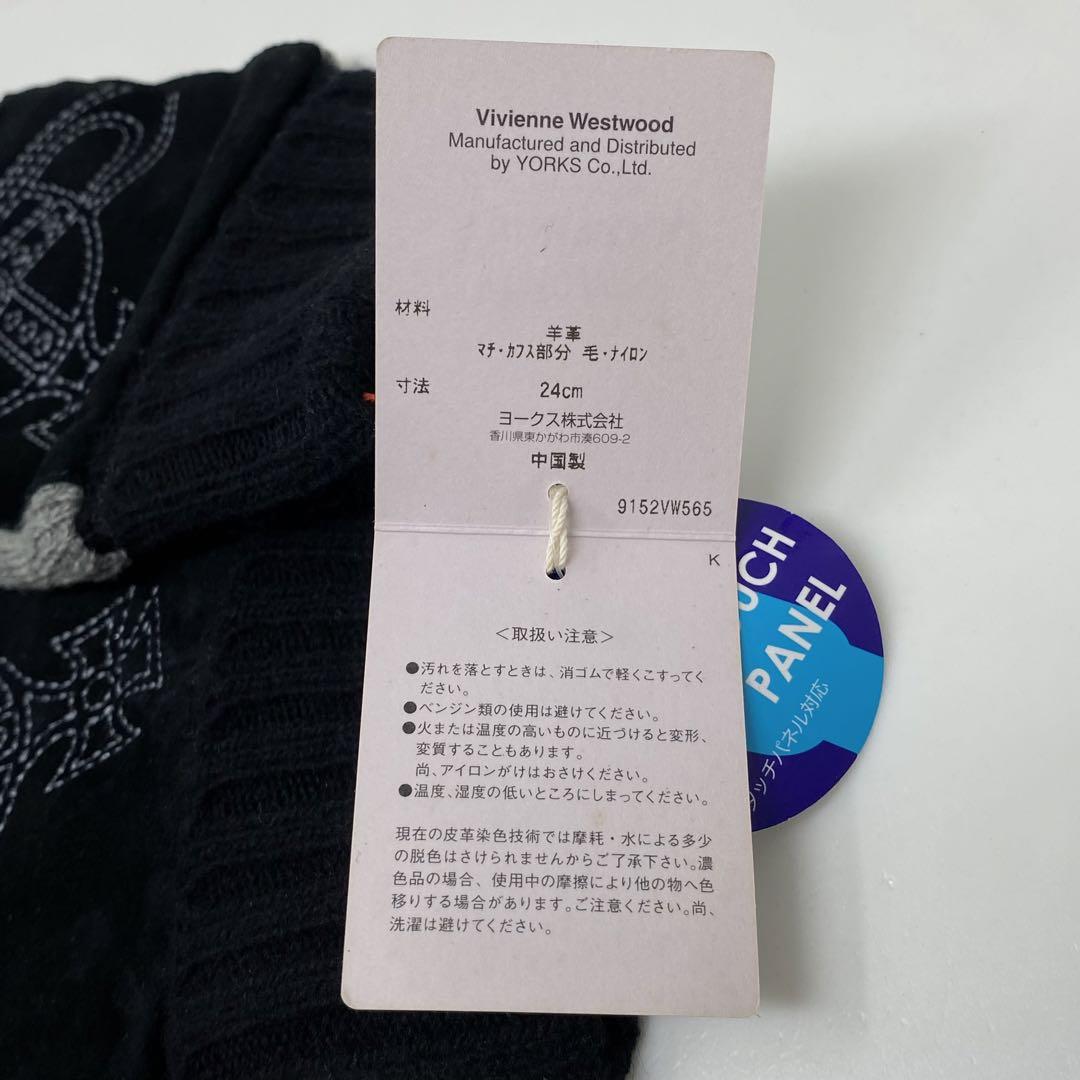 Vivienne Westwood
Manufactured and Distributed
by YORKS Co.,Ltd.
材料
羊革
マチ・カフス部分 毛・ナイロン
寸法
24cm
ヨークス株式会社
香川県東かがわ市湊609-2
中国製
9152VW565
K
<取扱い注意>
●汚れを落とすときは、消ゴムで軽くこすってく
ださい。
●ベンジン類の使用は避けてください。
●火または温度の高いものに近づけると変形、
変質することもあります。
尚、アイロンがけはおさけください。
●温度、湿度の低いところにしまってください。
現在の皮革染色技術では摩耗・水による多少
の脱色はさけられませんからご了承下さい。濃
色品の場合、使用中の摩擦により他の物へ色
移りする場合があります。ご注意ください。尚、
洗濯は避けてください。
UCH
PANEL
タッチパネル対応